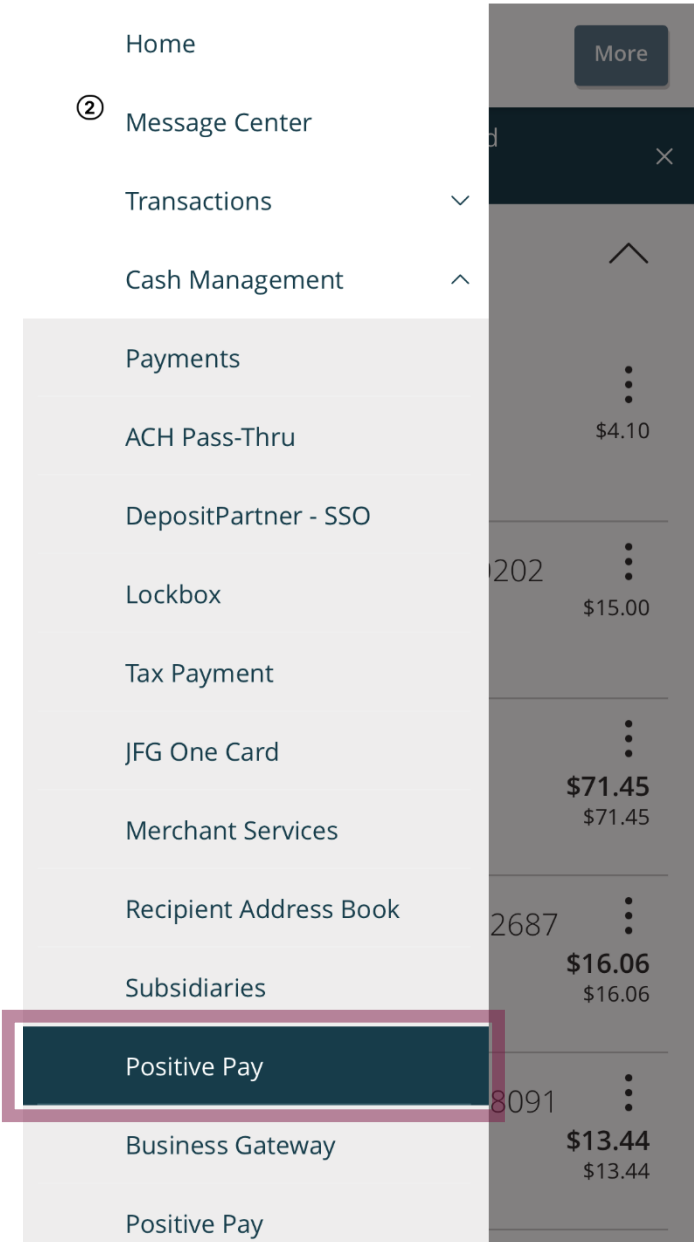 Home
More
②
Message Center
d
Transactions
Cash Management
Payments
ACH Pass-Thru
$4.10
DepositPartner - SSO
0202
Lockbox
$15.00
Tax Payment
JFG One Card
$71.45
Merchant Services
$71.45
Recipient Address Book
2687
$16.06
Subsidiaries
$16.06
Positive Pay
8091
Business Gateway
$13.44
$13.44
Positive Pay